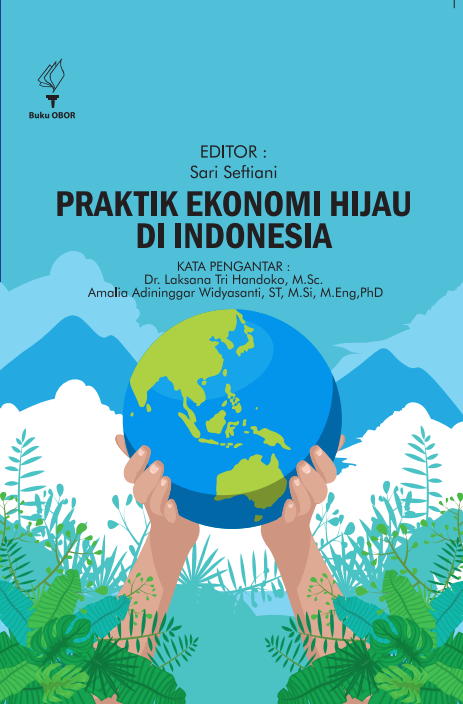 Buku OBOR
EDITOR :
Sari Seftiani
PRAKTIK EKONOMI HIJAU
DI INDONESIA
KATA PENGANTAR :
Dr. Laksana Tri Handoko, M.Sc.
Amalia Adininggar Widyasanti, ST, M.Si, M.Eng,PhD